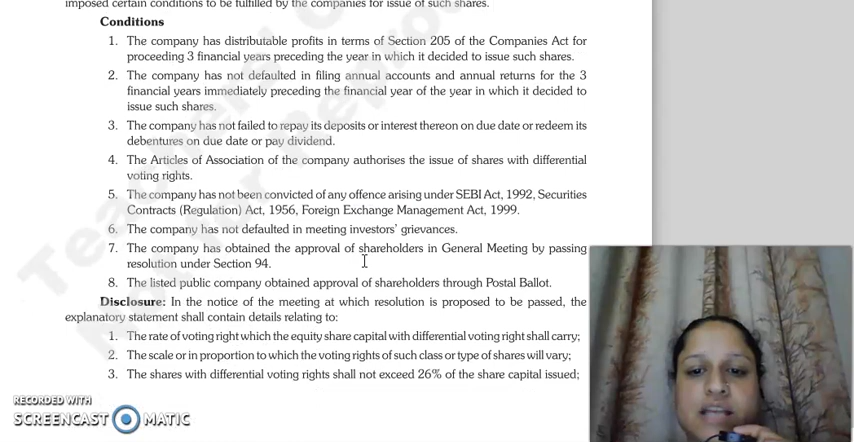 imposed certain conditions to be fulfilled by the companies for issue of such shares.
Conditions
1. The company has distributable profits in terms of Section 205 of the Companies Act for
proceeding 3 financial years preceding the year in which it decided to issue such shares.
2. The company has not defaulted in filing annual accounts and annual returns for the 3
financial years immediately preceding the financial year of the year in which it decided to
issue such shares.
3. The company has not failed to repay its deposits or interest thereon on due date or redeem its
debentures on due date or pay dividend.
4. The Articles of Association of the company authorises the issue of shares with differential
voting rights.
5. The company has not been convicted of any offence arising under SEBI Act, 1992, Securities
Contracts (Regulation) Act, 1956, Foreign Exchange Management Act, 1999.
6. The company has not defaulted in meeting investors' grievances.
7. The company has obtained the approval of shareholders in General Meeting by passing
resolution under Section 94.
8. The listed public company obtained approval of shareholders through Postal Ballot.
Disclosure: In the notice of the meeting at which resolution is proposed to be passed, the
explanatory statement shall contain details relating to:
1. The rate of voting right which the equity share capital with differential voting right shall carry;
2. The scale or in proportion to which the voting rights of such class or type of shares will vary;
3. The shares with differential voting rights shall not exceed 26% of the share capital issued;
RECORDED WITH
SCREENCAST MATIC